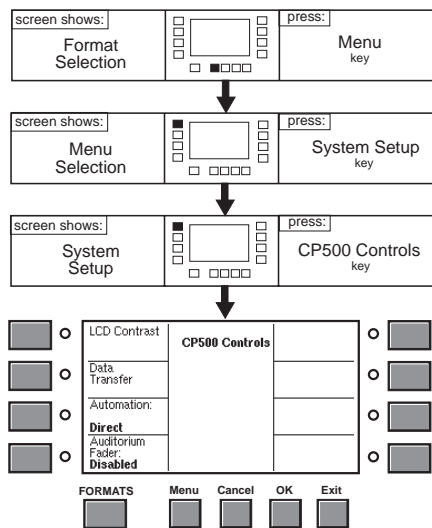 screen shows:
Format
Selection
press:
Menu
key
screen shows:
Menu
Selection
press:
System Setup
key
screen shows:
System
Setup
press:
CP500 Controls
key
LCD Contrast
CP500 Controls
Data
Transfer
Automation:
Direct
Auditorium
Fader:
Disabled
FORMATS
Menu
Cancel
OK
Exit